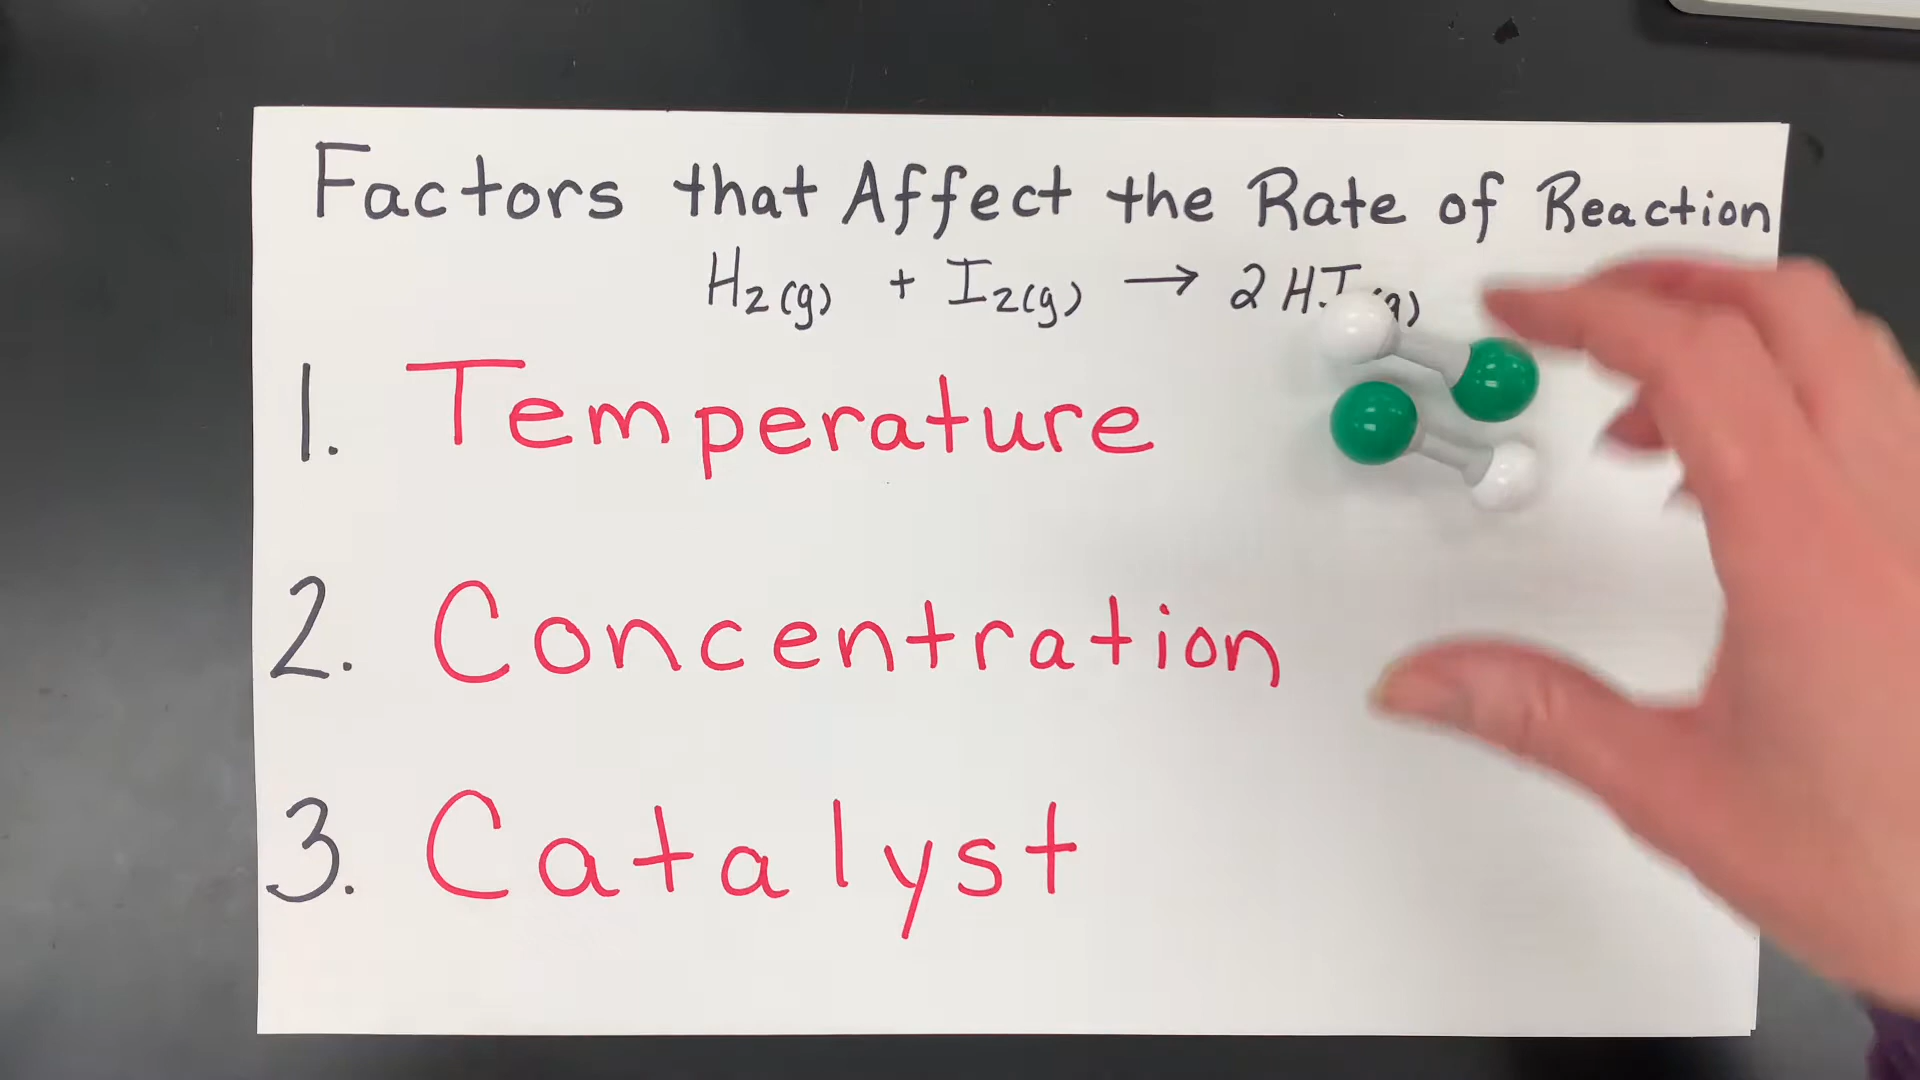 Factors that Affect the Rate of Reaction
H2(g) + I2(g) → 2 HI(g)
1. Temperature
2. Concentration
3. Catalyst